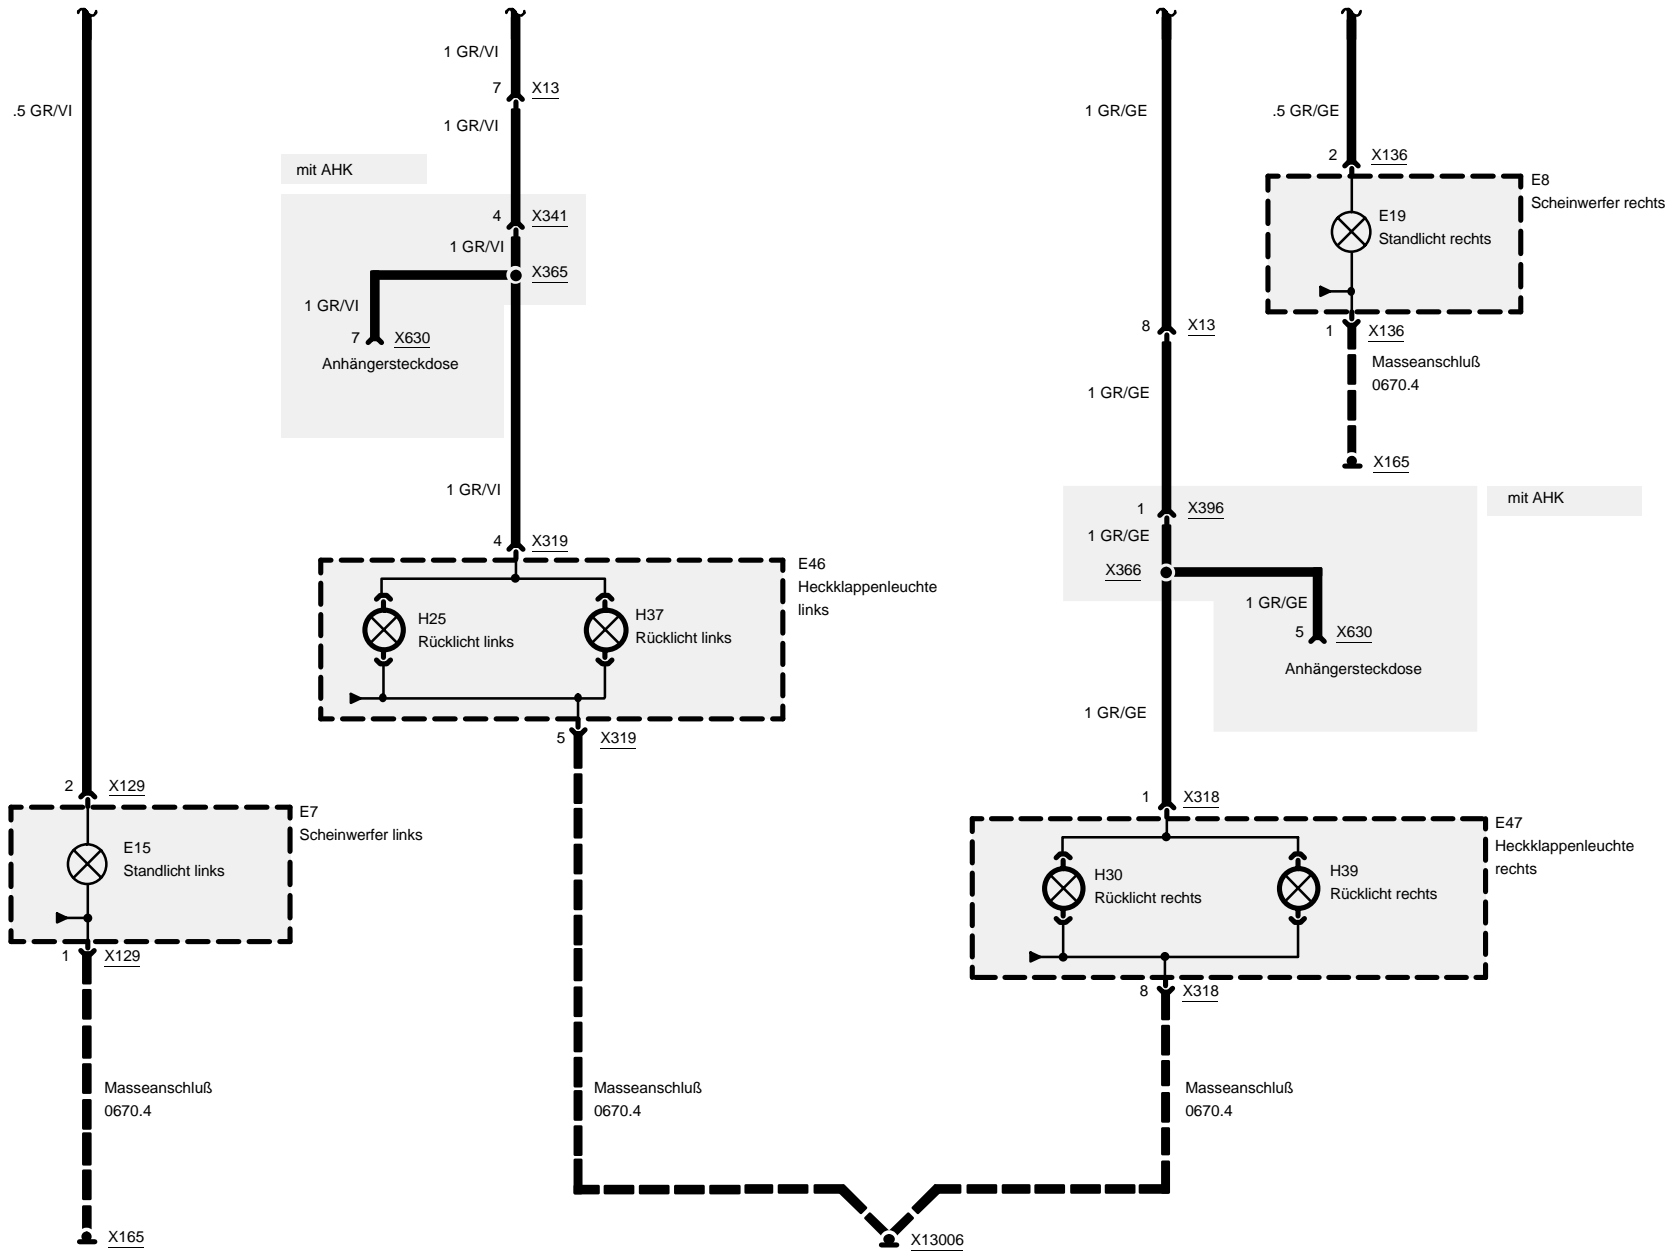 1 GR/VI
7 X13
.5 GR/VI
1 GR/VI
mit AHK
4 X341
1 GR/VI
X365
1 GR/VI
7 X630
Anhängersteckdose
1 GR/VI
4 X319
E46
Heckklappenleuchte
links
H25
Rücklicht links
H37
Rücklicht links
5 X319
2 X129
E7
Scheinwerfer links
E15
Standlicht links
1 X129
Masseanschluß
0670.4
X165
Masseanschluß
0670.4
1 GR/GE
.5 GR/GE
2 X136
E8
Scheinwerfer rechts
E19
Standlicht rechts
8 X13
1 X136
Masseanschluß
0670.4
1 GR/GE
X165
mit AHK
1 X396
1 GR/GE
X366
1 GR/GE
5 X630
Anhängersteckdose
1 GR/GE
1 X318
E47
Heckklappenleuchte
rechts
H30
Rücklicht rechts
H39
Rücklicht rechts
8 X318
Masseanschluß
0670.4
X13006